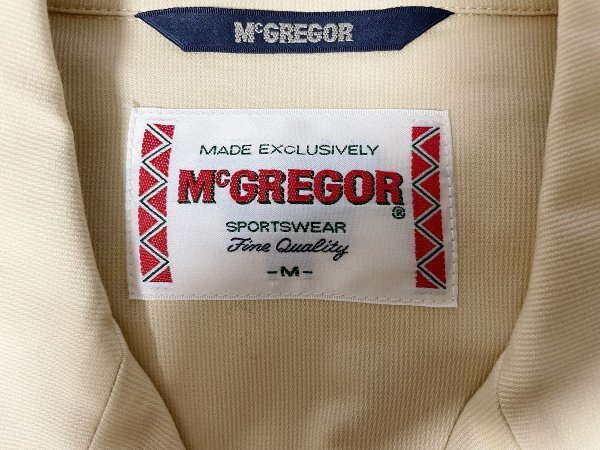 McGREGOR
MADE EXCLUSIVELY
McGREGOR®
SPORTSWEAR
Fine Quality
-M-